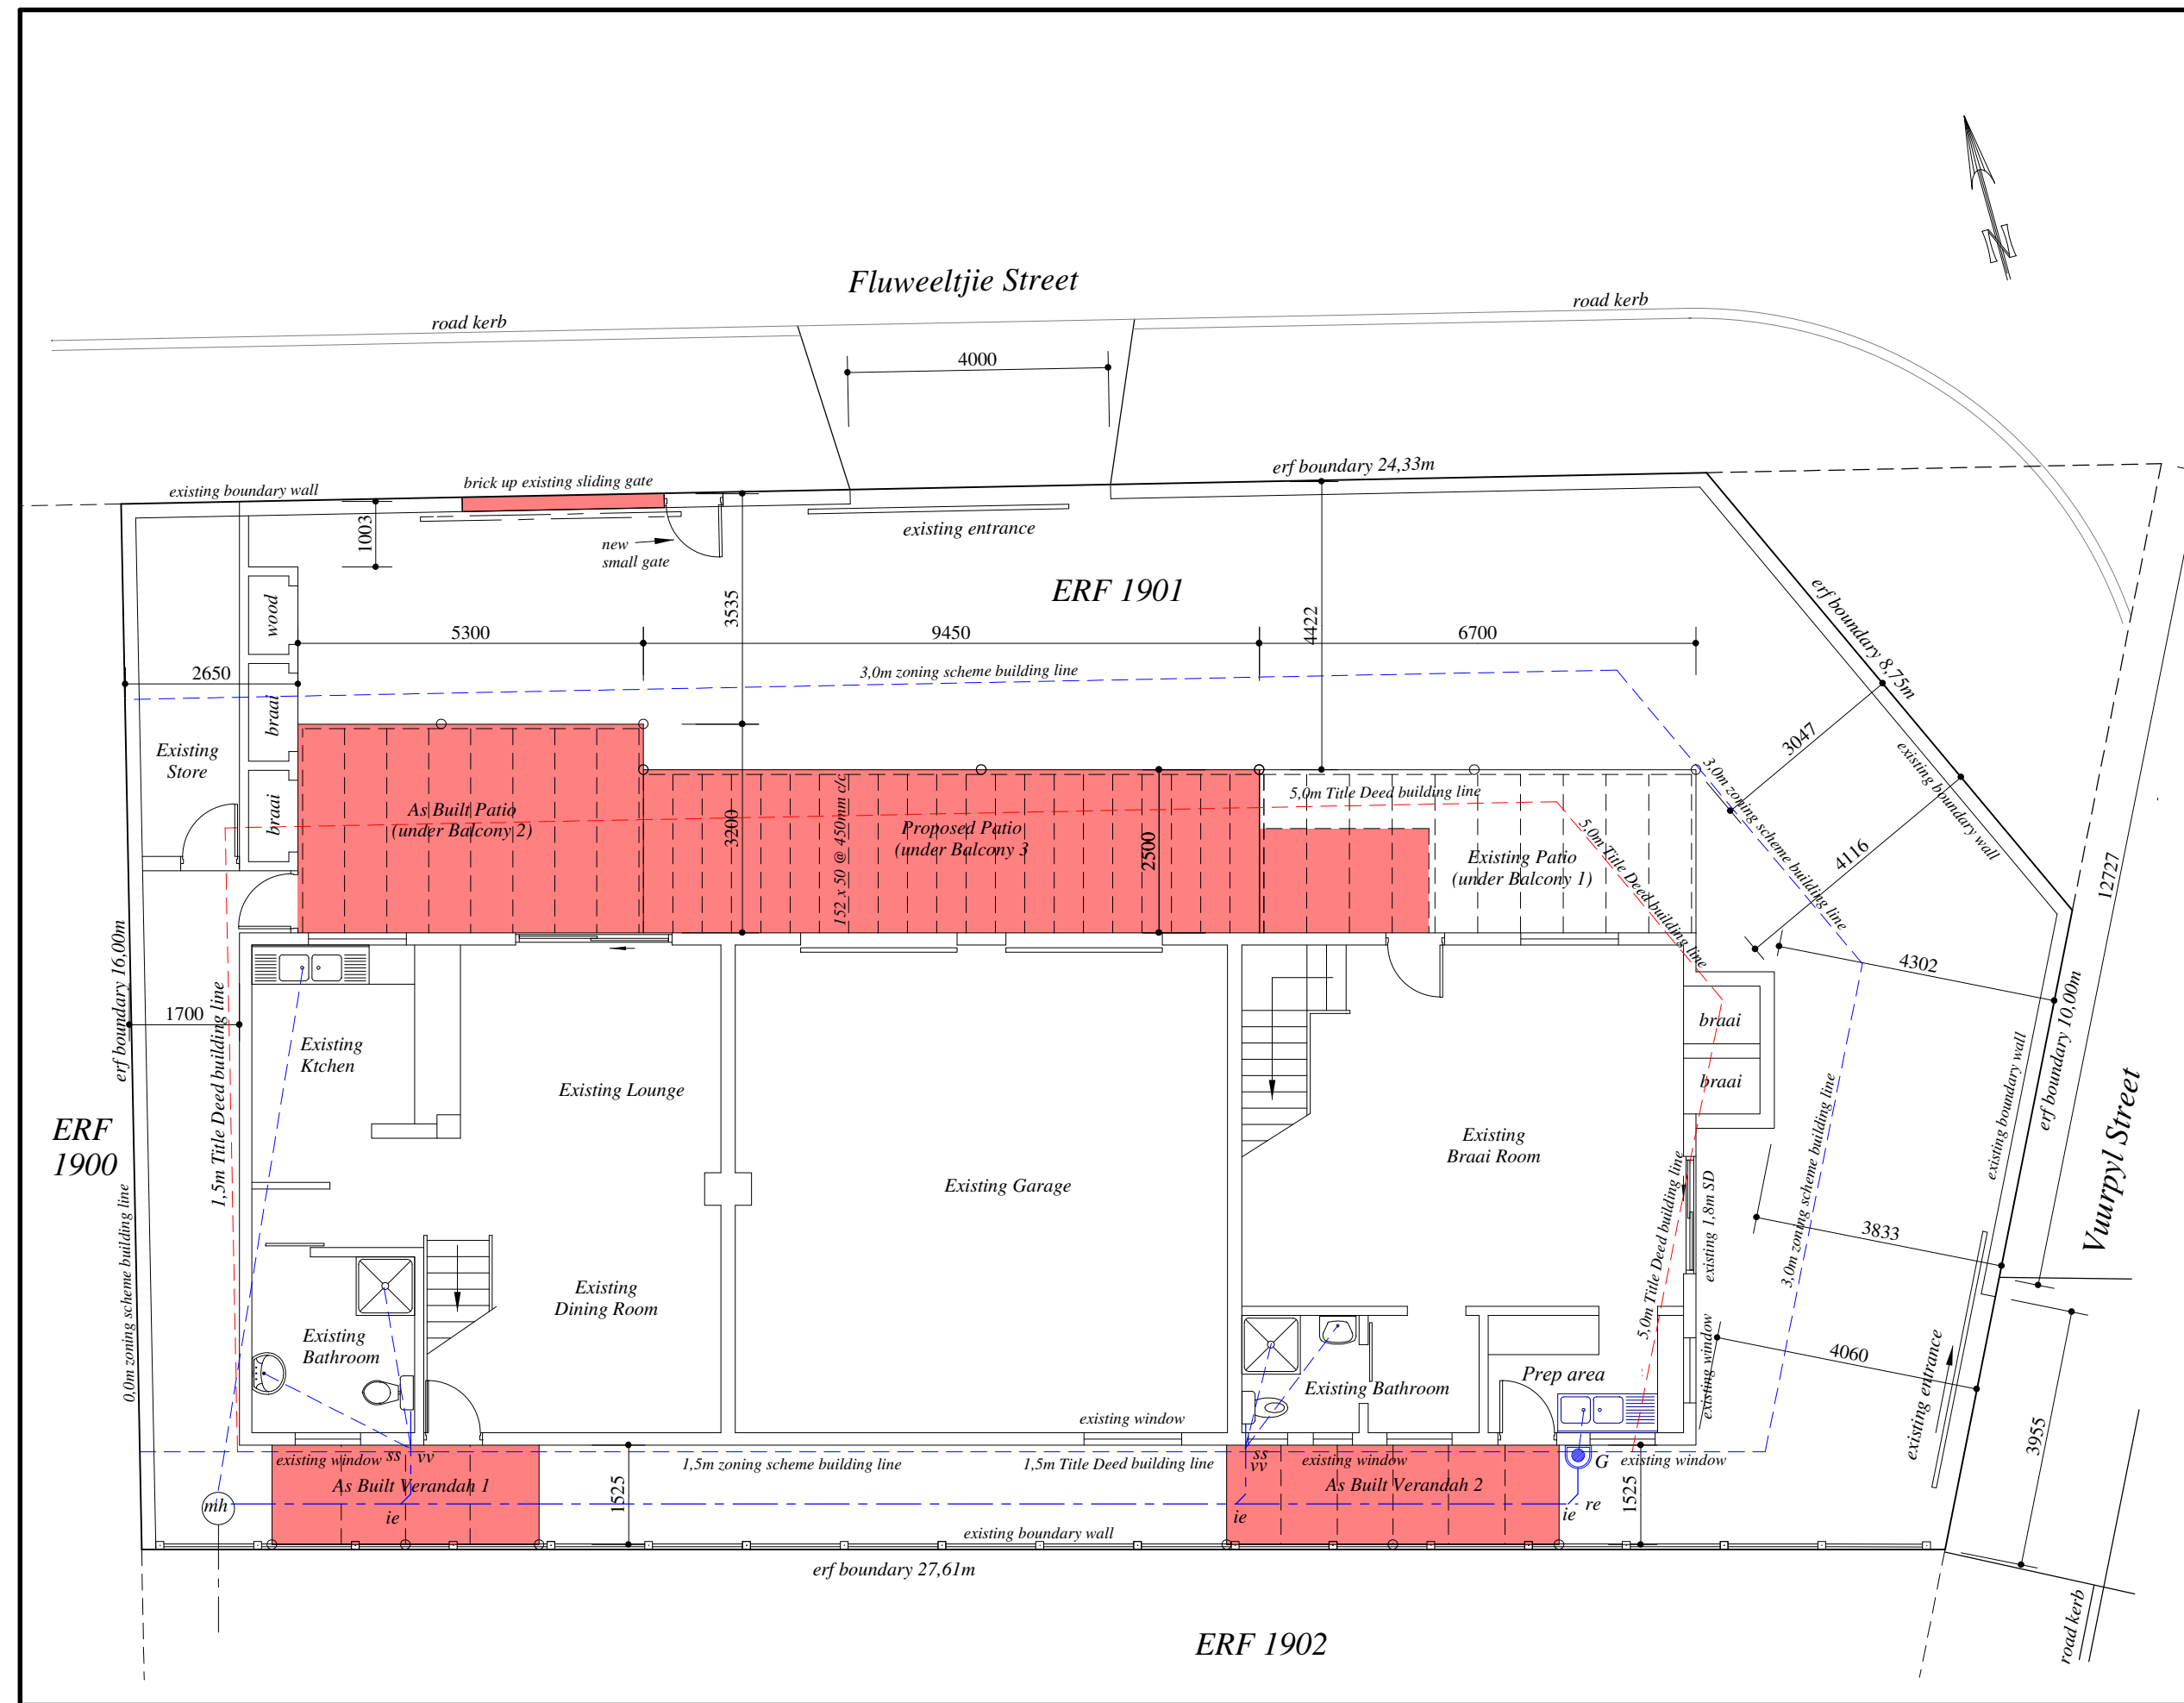 Fluweeltjie Street
road kerb
road kerb
4000
N
erf boundary 24,33m
existing boundary wall
brick up existing sliding gate
1003
new
small gate
existing entrance
ERF 1901
3535
4422
wood
5300
9450
6700
2650
3,0m zoning scheme building line
erf boundary 8,75m
braai
Existing
Store
3047
3,0m zoning scheme building line
existing boundary wall
braai
As Built Patio
(under Balcony 2)
3200
152 x 50 @ 450mm c/c
Proposed Patio
(under Balcony 3
2500
5,0m Title Deed building line
5,0m Title Deed building line
Existing Patio
(under Balcony 1)
4116
12727
erf boundary 16,00m
4302
erf boundary 10,00m
1700
1,5m Title Deed building line
Existing
Ktchen
Existing Lounge
braai
braai
existing boundary wall
ERF
1900
Existing
Braai Room
Existing Garage
Vuurpyl Street
0,0m zoning scheme building line
5,0m Title Deed building line
existing 1,8m SD
3,0m zoning scheme building line
3833
Existing
Dining Room
Existing
Bathroom
4060
existing window
existing entrance
3955
Prep area
Existing Bathroom
existing window
existing window
ss
vv
1,5m zoning scheme building line
1,5m Title Deed building line
ss
vv
existing window
G
existing window
As Built Verandah 1
As Built Verandah 2
mh
ie
1525
ie
ie
re
1525
existing boundary wall
erf boundary 27,61m
road kerb
ERF 1902